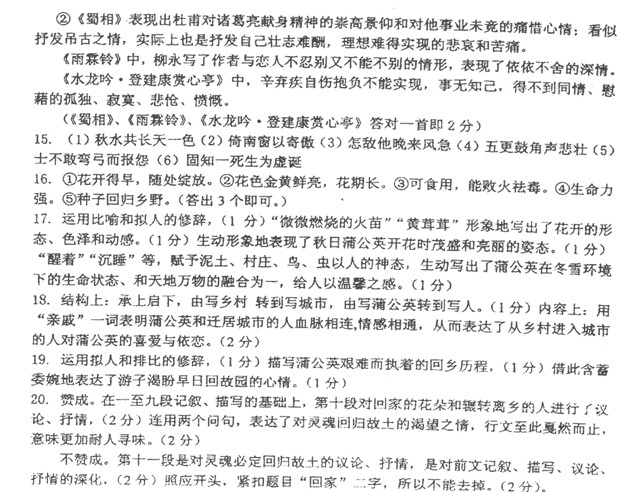 ②《蜀相》表现出杜甫对诸葛亮献身精神的崇高景仰和对他事业未竟的痛惜心情；看似
抒发吊古之情，实际上也是抒发自己壮志难酬，理想难得实现的悲哀和苦痛。
《雨霖铃》中，柳永写了作者与恋人不忍别又不能不别的情形，表现了依依不舍的深情。
《水龙吟·登建康赏心亭》中，辛弃疾自伤抱负不能实现，事无知己，得不到同情、慰
藉的孤独、寂寞、悲怆、愤慨。
（《蜀相》、《雨霖铃》、《水龙吟·登建康赏心亭》答对一首即 2 分）
15．（1）秋水共长天一色（2）倚南窗以寄傲（3）怎敌他晚来风急（4）五更鼓角声悲壮（5）
士不敢弯弓而报怨（6）固知一死生为虚诞
16．①花开得早，随处绽放。②花色金黄鲜亮，花期长。③可食用，能败火祛毒。④生命力
强。⑤种子回归乡野。（答出 3 个即可。）
17．运用比喻和拟人的修辞，（1 分）“微微燃烧的火苗”“黄茸茸”形象地写出了花开的形
态、色泽和动感。（1 分）生动形象地表现了秋日蒲公英开花时茂盛和亮丽的姿态。（1 分）
“醒着”“沉睡”等，赋予泥土、村庄、鸟、虫以人的神态，生动写出了蒲公英在冬雪环境
下的生命状态、和天地万物的融合为一，给人以温馨之感。（1 分）
18．结构上：承上启下，由写乡村 转到写城市，由写蒲公英转到写人。（1 分）内容上：用
“亲戚”一词表明蒲公英和迁居城市的人血脉相连,情感相通，从而表达了从乡村进入城市
的人对蒲公英的喜爱与依恋。（2 分）
19．运用拟人和排比的修辞，（1 分）描写蒲公英艰难而执着的回乡历程，（1 分）借此含蓄
委婉地表达了游子渴盼早日回故园的心情。（1 分）
20．赞成。在一至九段记叙、描写的基础上，第十段对回家的花朵和辗转离乡的人进行了议
论、抒情，（2 分）连用两个问句，表达了对灵魂回归故土的渴望之情，行文至此戛然而止，
意味更加耐人寻味。（2 分）
不赞成。第十一段是对灵魂必定回归故土的议论、抒情，是对前文记叙、描写、议论、
抒情的深化，（2 分）照应开头，紧扣题目“回家”二字，所以不能去掉。（2 分）。